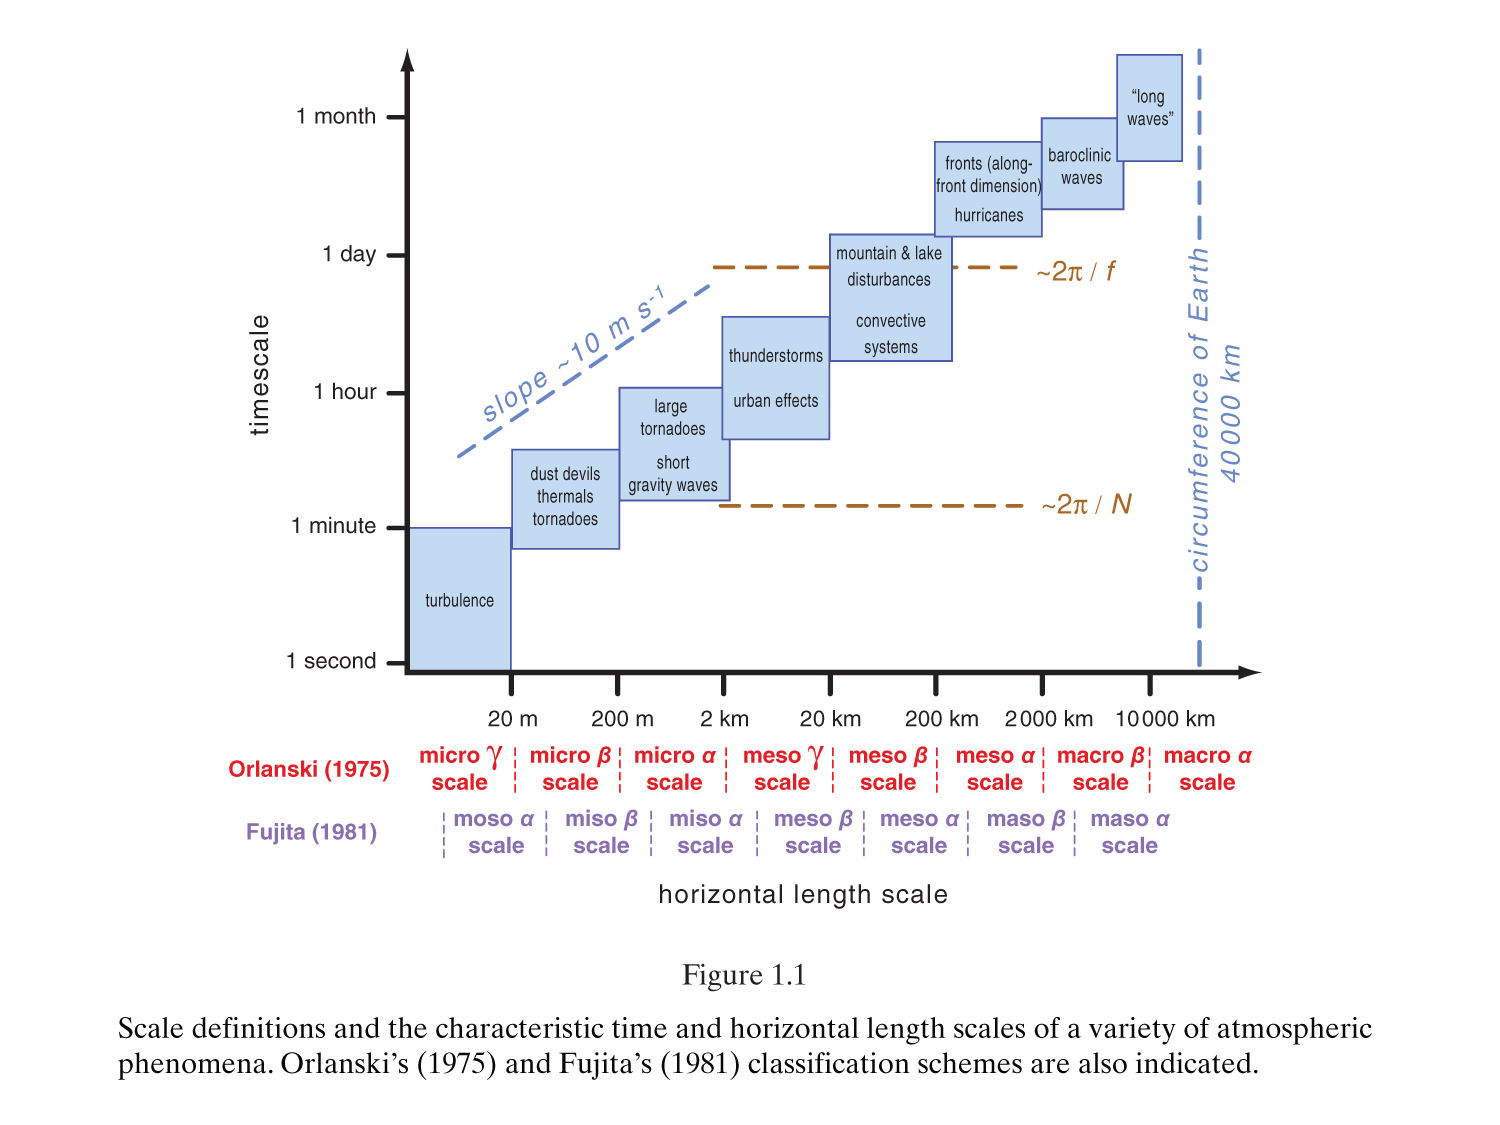 1 month
1 day
1 hour
1 minute
1 second
timescale
"long
waves"
baroclinic
waves
fronts (along-
front dimension)
hurricanes
mountain & lake
disturbances
convective
systems
thunderstorms
urban effects
large
tornadoes
short
gravity waves
dust devils
thermals
tornadoes
turbulence
slope ~10 m s-1
~2π / f
~2π / N
circumference of Earth
40000 km
20 m 200 m 2 km 20 km 200 km 2000 km 10000 km
Orlanski (1975)
micro γ
scale
micro β
scale
micro α
scale
meso γ
scale
meso β
scale
meso α
scale
macro β
scale
macro α
scale
Fujita (1981)
moso α
scale
miso β
scale
miso α
scale
meso β
scale
meso α
scale
maso β
scale
maso α
scale
horizontal length scale
Figure 1.1
Scale definitions and the characteristic time and horizontal length scales of a variety of atmospheric
phenomena. Orlanski's (1975) and Fujita's (1981) classification schemes are also indicated.